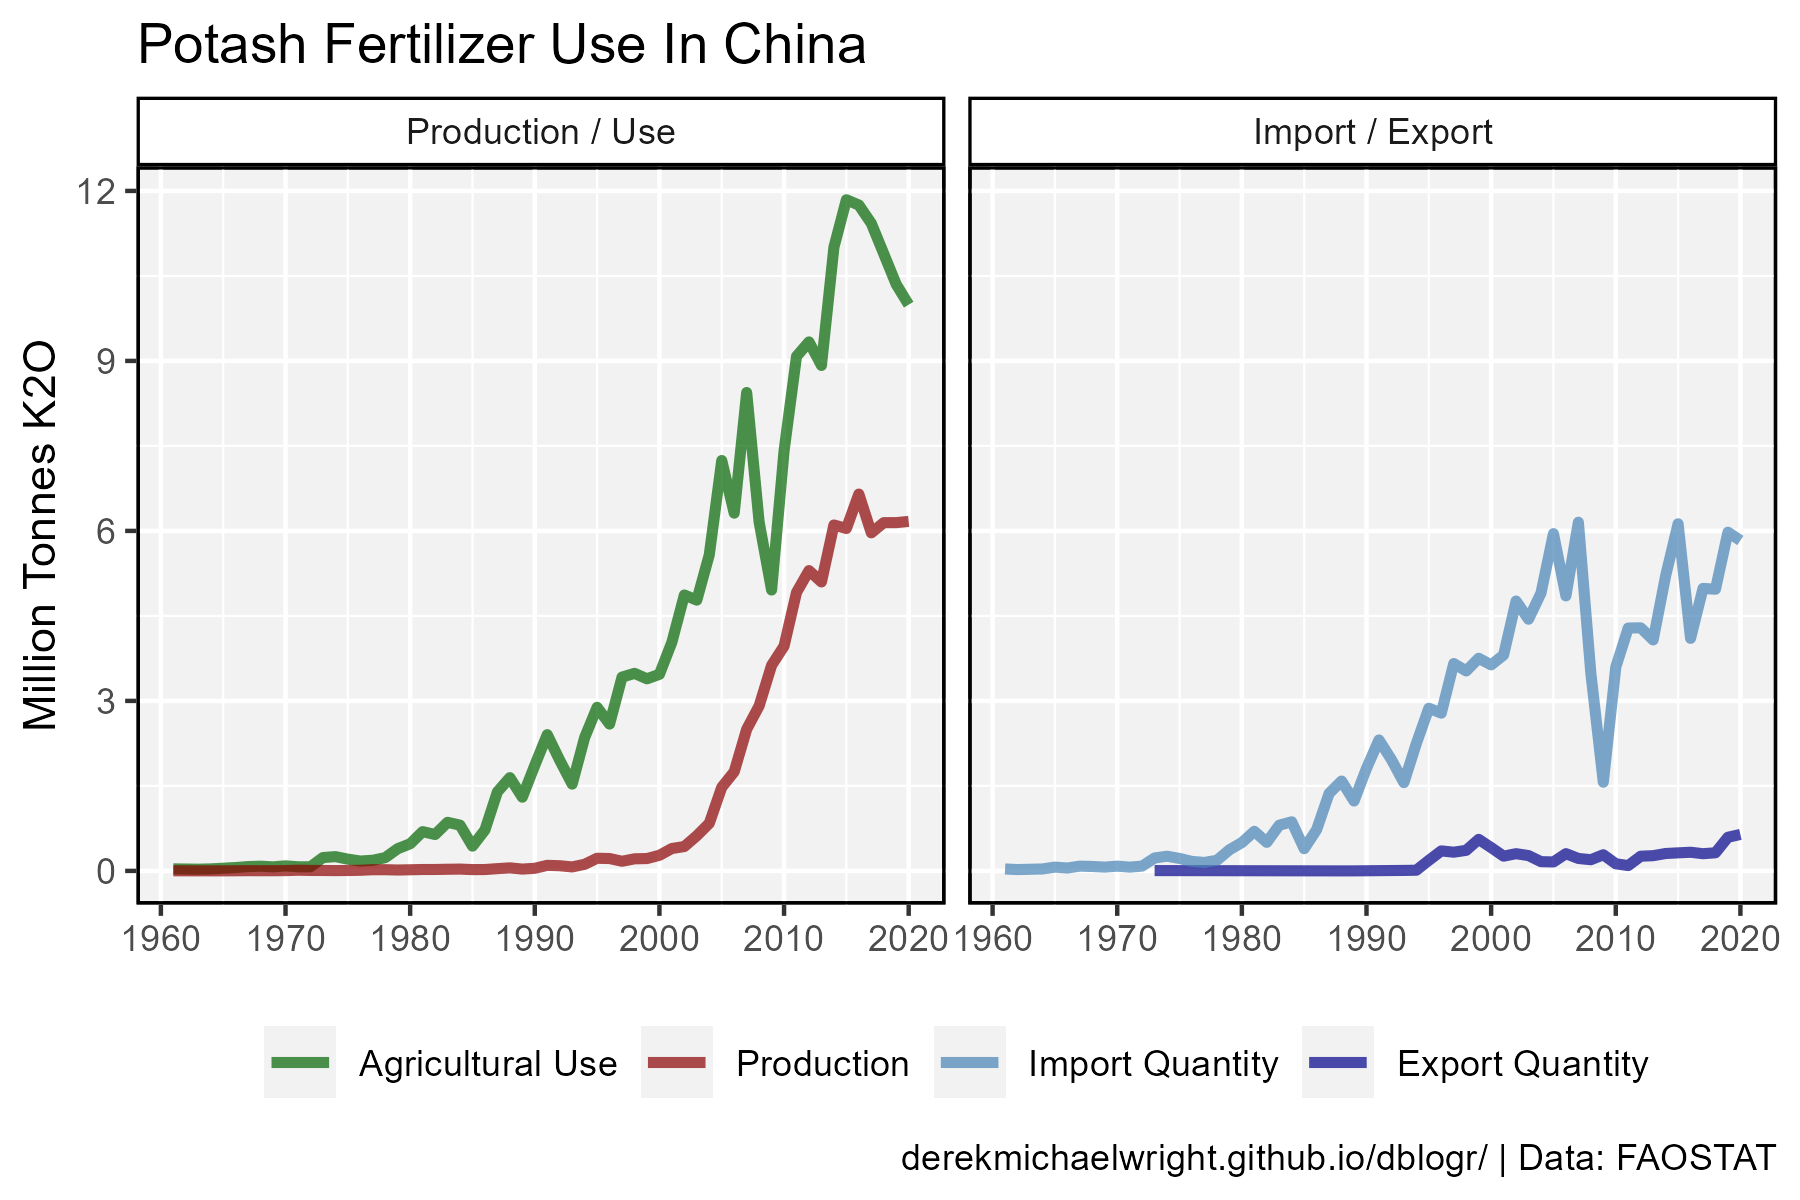 Potash Fertilizer Use In China
Production / Use
Import / Export
Million Tonnes K2O
12
9
6
3
0
1960 1970 1980 1990 2000 2010 2020
1960 1970 1980 1990 2000 2010 2020
Agricultural Use
Production
Import Quantity
Export Quantity
derekmichaelwright.github.io/dblogr/ | Data: FAOSTAT